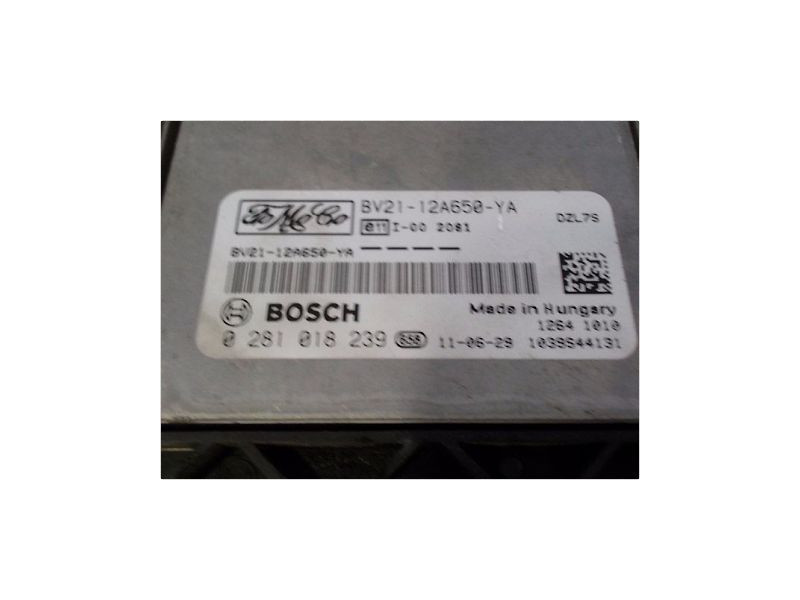 FoMoCo
BV21-12A650-YA
DZL7S
e11 I-00 2081
BV21-12A650-YA
BOSCH
Made in Hungary
1264 1010
0 281 018 239 658 11-06-29 1039S44131